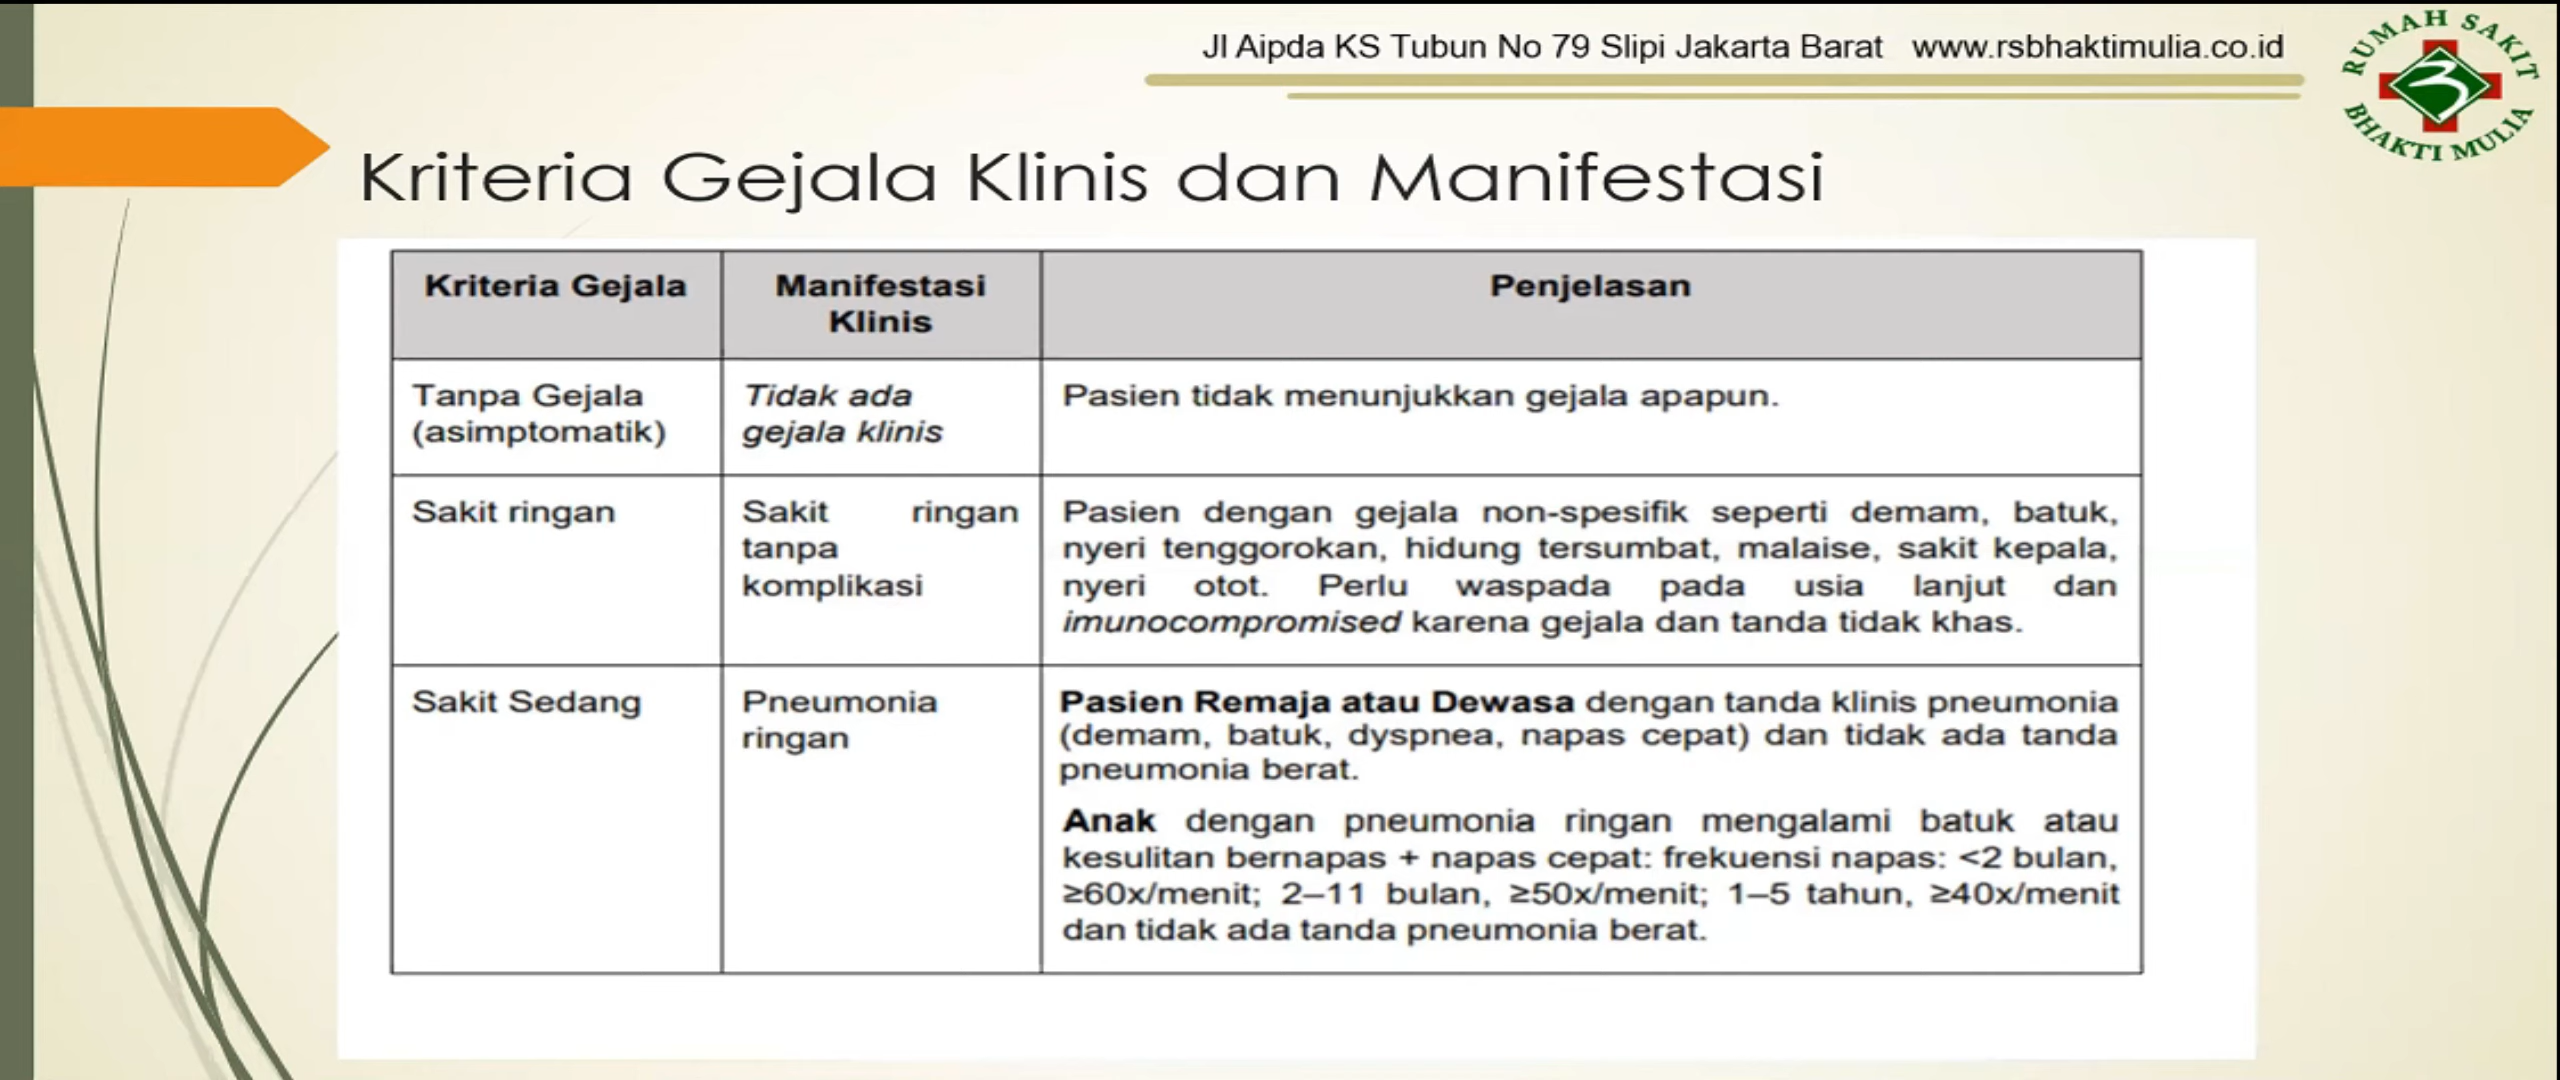 Jl Aipda KS Tubun No 79 Slipi Jakarta Barat www.rsbhaktimulia.co.id
RUMAH SAKIT
BHAKTI MULIA
Kriteria Gejala Klinis dan Manifestasi
Kriteria Gejala
Manifestasi
Klinis
Penjelasan
Tanpa Gejala
(asimptomatik)
Tidak ada
gejala klinis
Pasien tidak menunjukkan gejala apapun.
Sakit ringan
Sakit ringan
tanpa
komplikasi
Pasien dengan gejala non-spesifik seperti demam, batuk,
nyeri tenggorokan, hidung tersumbat, malaise, sakit kepala,
nyeri otot. Perlu waspada pada usia lanjut dan
imunocompromised karena gejala dan tanda tidak khas.
Sakit Sedang
Pneumonia
ringan
Pasien Remaja atau Dewasa dengan tanda klinis pneumonia
(demam, batuk, dyspnea, napas cepat) dan tidak ada tanda
pneumonia berat.
Anak dengan pneumonia ringan mengalami batuk atau
kesulitan bernapas + napas cepat: frekuensi napas: <2 bulan,
≥60x/menit; 2–11 bulan, ≥50x/menit; 1–5 tahun, ≥40x/menit
dan tidak ada tanda pneumonia berat.